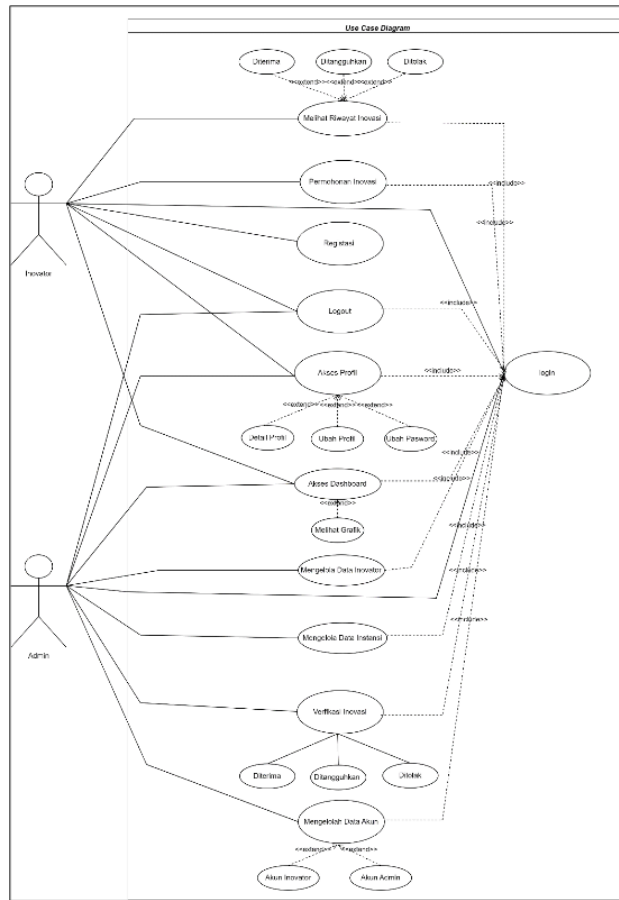 Use Case Diagram
Diterima
Ditangguhkan
Ditolak
<<extend>>
<<extend>>
<<extend>>
Melihat Riwayat Inovasi
Permohonan Inovasi
<<include>>
<<include>>
Inovator
Registasi
Logout
<<include>>
Akses Profil
<<include>>
login
<<extend>>
<<extend>>
<<extend>>
Detail Profil
Ubah Profil
Ubah Pasword
<<include>>
Akses Dashboard
<<include>>
<<extend>>
Melihat Grafik
<<include>>
Mengelola Data Inovator
<<include>>
<<include>>
Admin
Mengelola Data Instansi
Verifikasi Inovasi
Diterima
Ditangguhkan
Ditolak
Mengelolah Data Akun
<<extend>>
<<extend>>
Akun Inovator
Akun Admin